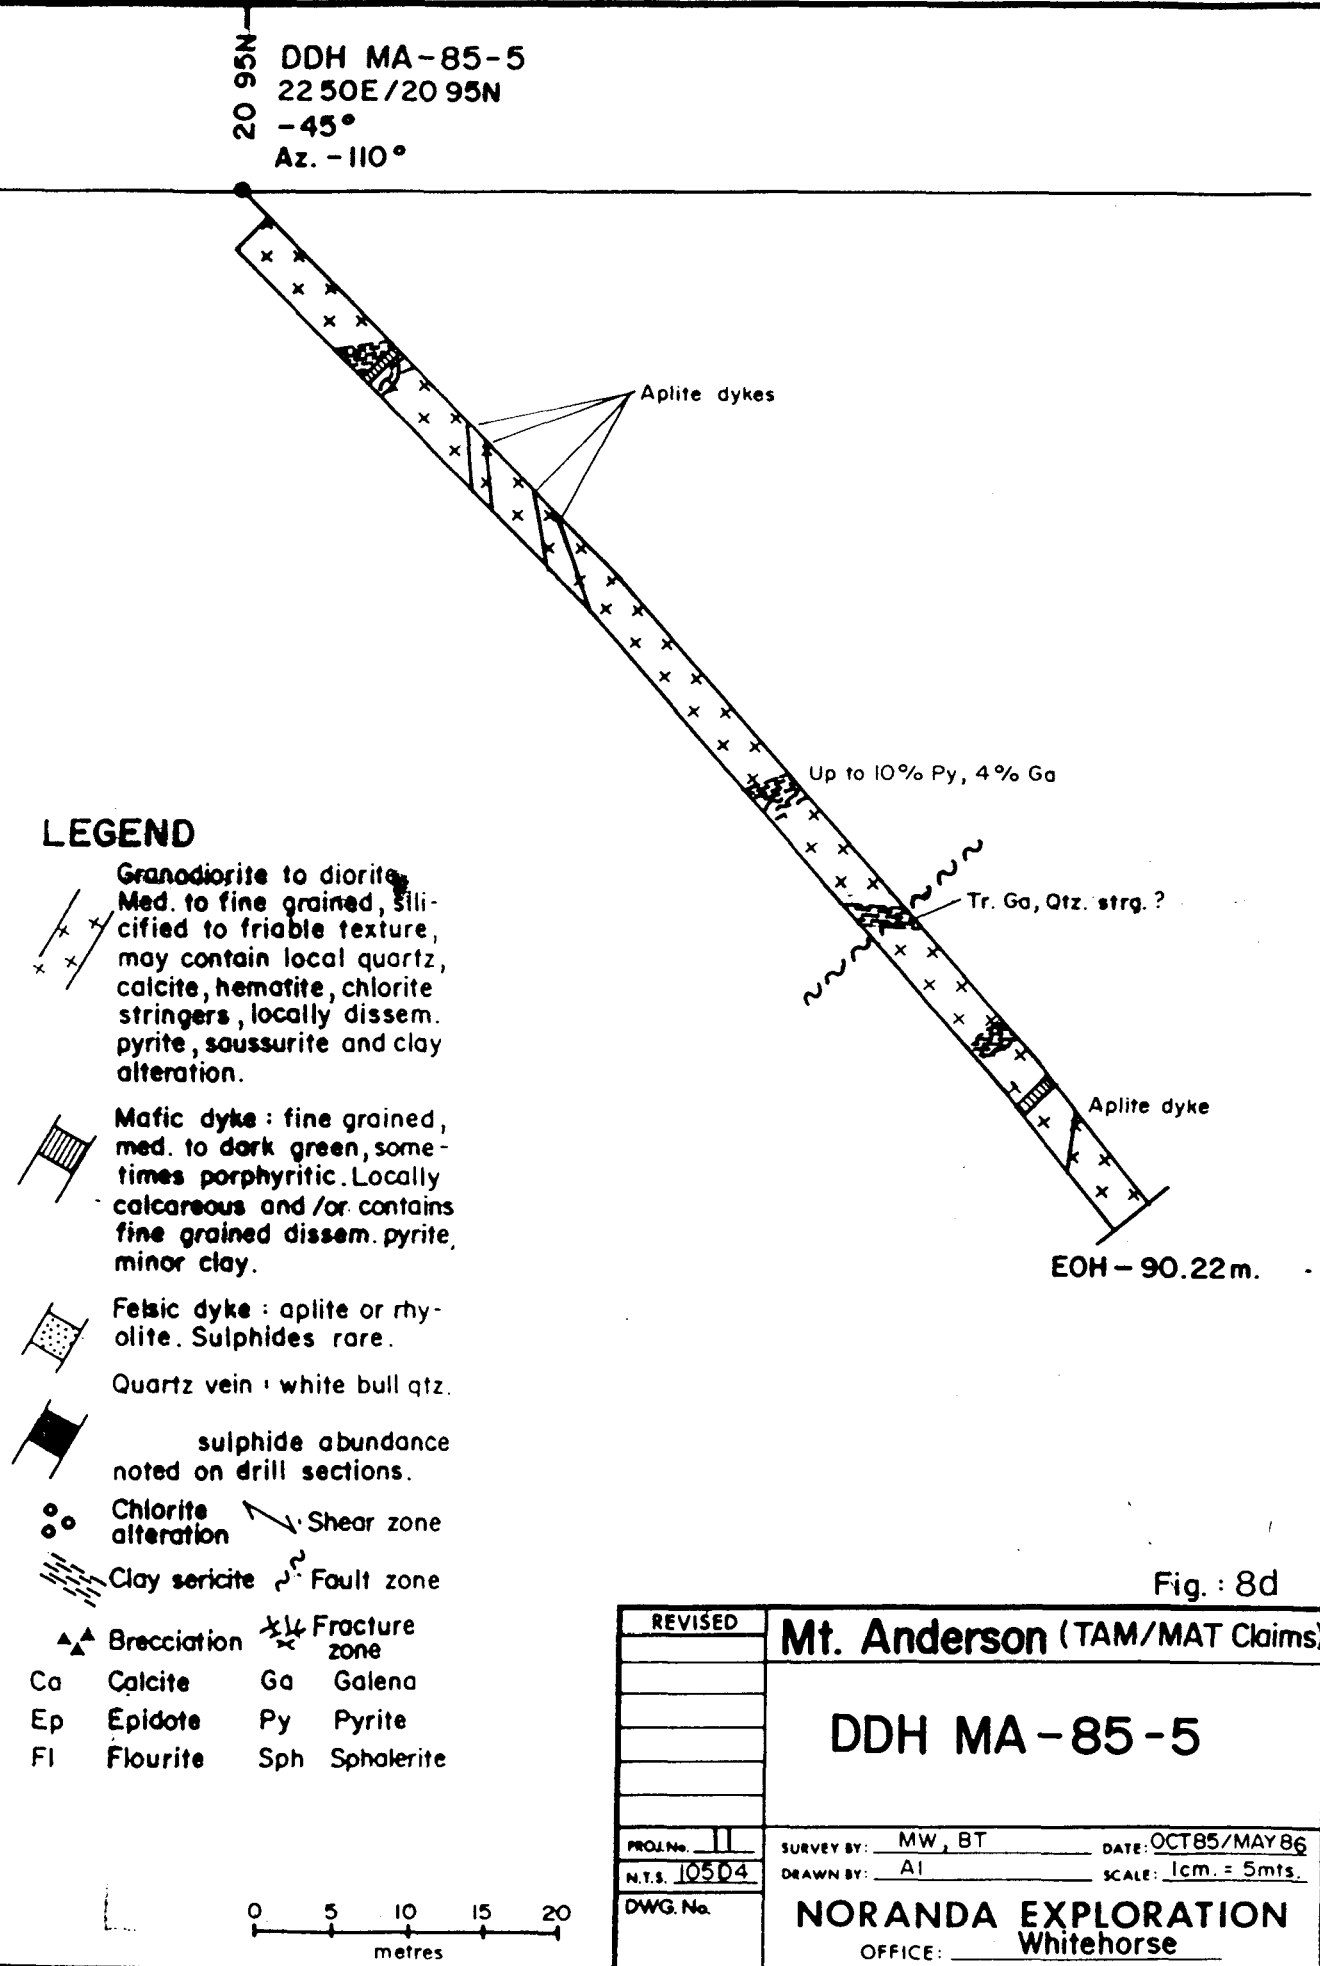 20 95N
DDH MA-85-5
22 50E/20 95N
-45°
Az. -110°
Aplite dykes
Up to 10% Py, 4% Ga
Tr. Ga, Qtz. strg. ?
Aplite dyke
EOH - 90.22m.
LEGEND
Granodiorite to diorite
Med. to fine grained, sili-
cified to friable texture,
may contain local quartz,
calcite, hematite, chlorite
stringers, locally dissem.
pyrite, saussurite and clay
alteration.
Mafic dyke : fine grained,
med. to dark green, some-
times porphyritic. Locally
calcareous and/or contains
fine grained dissem. pyrite,
minor clay.
Felsic dyke : aplite or rhy-
olite. Sulphides rare.
Quartz vein : white bull qtz.
sulphide abundance
noted on drill sections.
Chlorite
alteration
Shear zone
Clay sericite
Fault zone
Brecciation
Fracture
zone
Ca Calcite Ga Galena
Ep Epidote Py Pyrite
Fl Flourite Sph Sphalerite
0 5 10 15 20
metres
Fig. : 8d
REVISED
Mt. Anderson (TAM/MAT Claims)
DDH MA-85-5
PROJ. No. 11
SURVEY BY: MW, BT
DATE: OCT 85/MAY 86
N.T.S. 105D4
DRAWN BY: AI
SCALE: 1cm. = 5mts.
DWG. No.
NORANDA EXPLORATION
OFFICE: Whitehorse